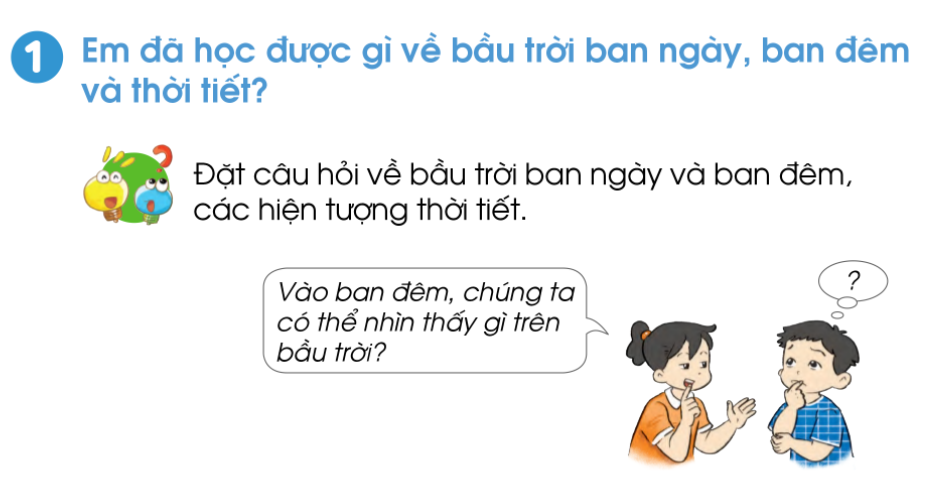 1 Em đã học được gì về bầu trời ban ngày, ban đêm
và thời tiết?
Đặt câu hỏi về bầu trời ban ngày và ban đêm,
các hiện tượng thời tiết.
?
Vào ban đêm, chúng ta
có thể nhìn thấy gì trên
bầu trời?